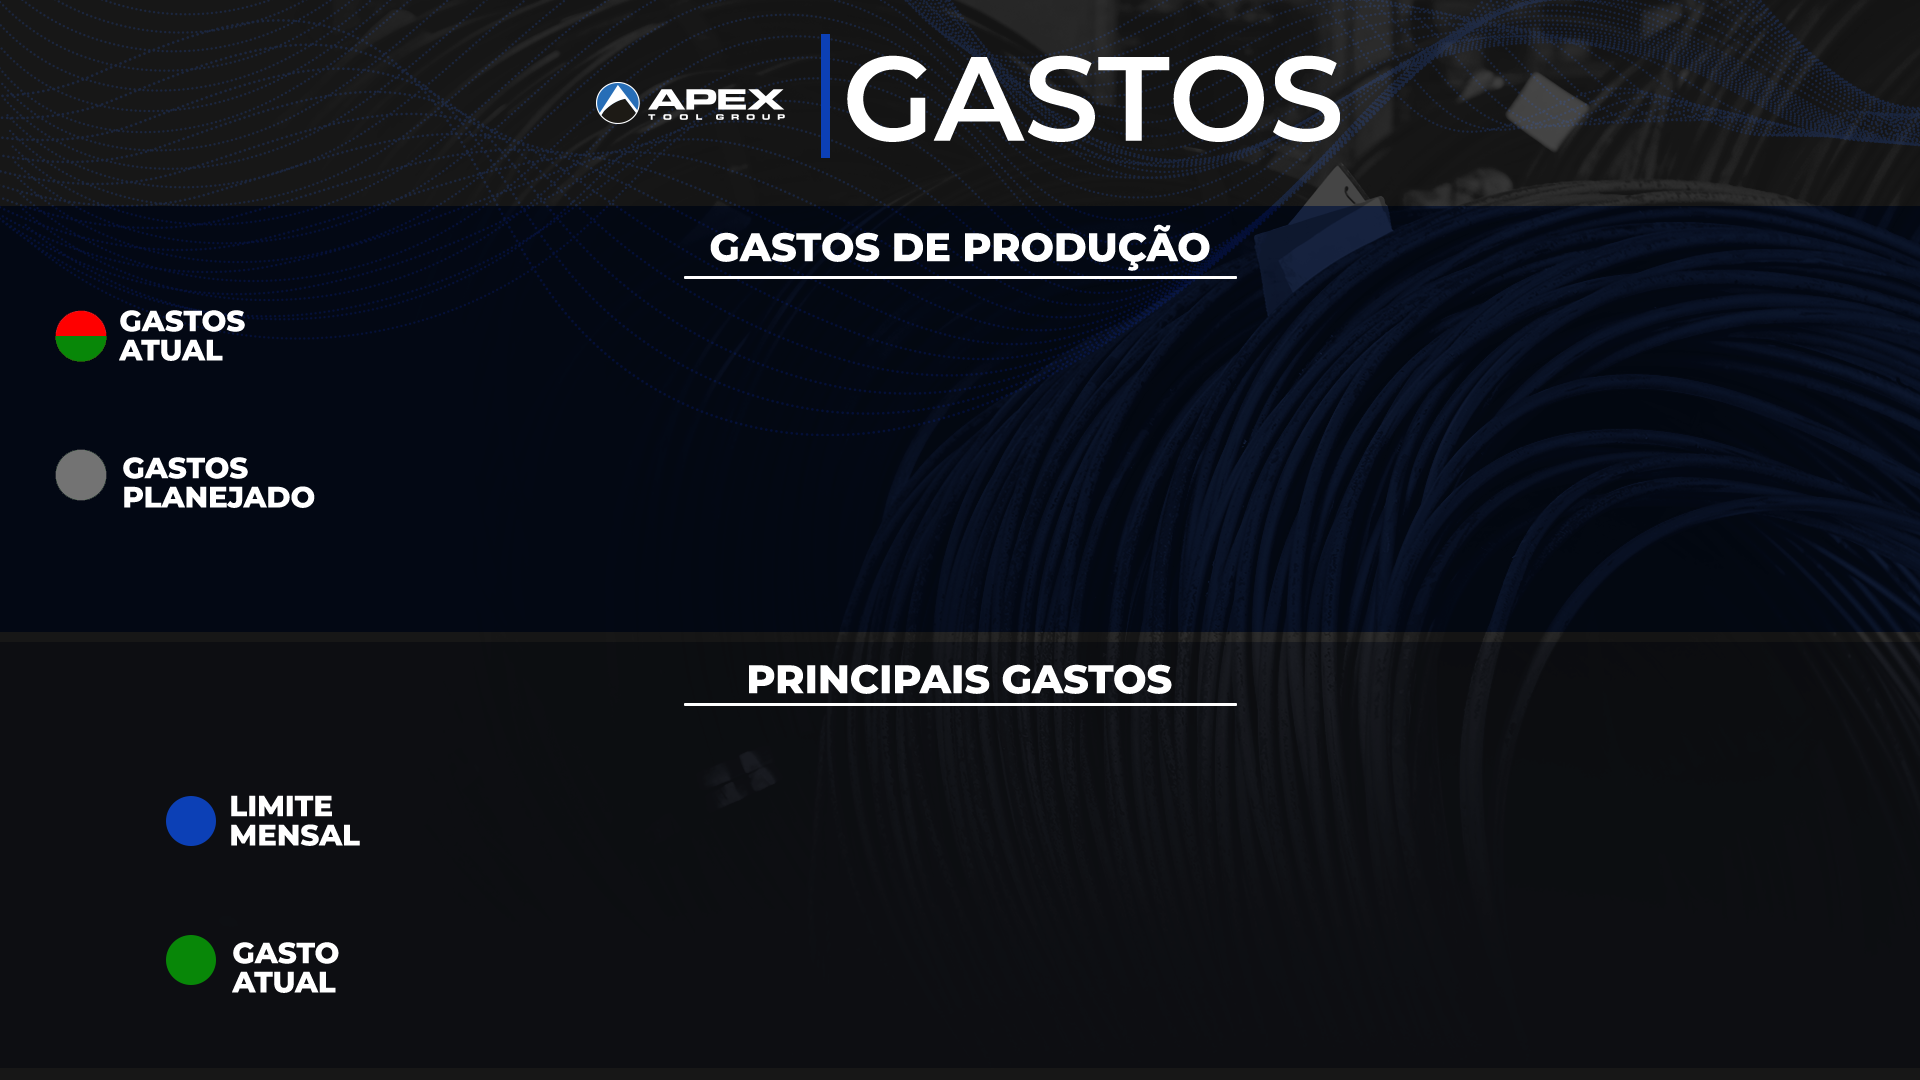 APEX
TOOL GROUP
GASTOS
GASTOS DE PRODUÇÃO
GASTOS
ATUAL
GASTOS
PLANEJADO
PRINCIPAIS GASTOS
LIMITE
MENSAL
GASTO
ATUAL